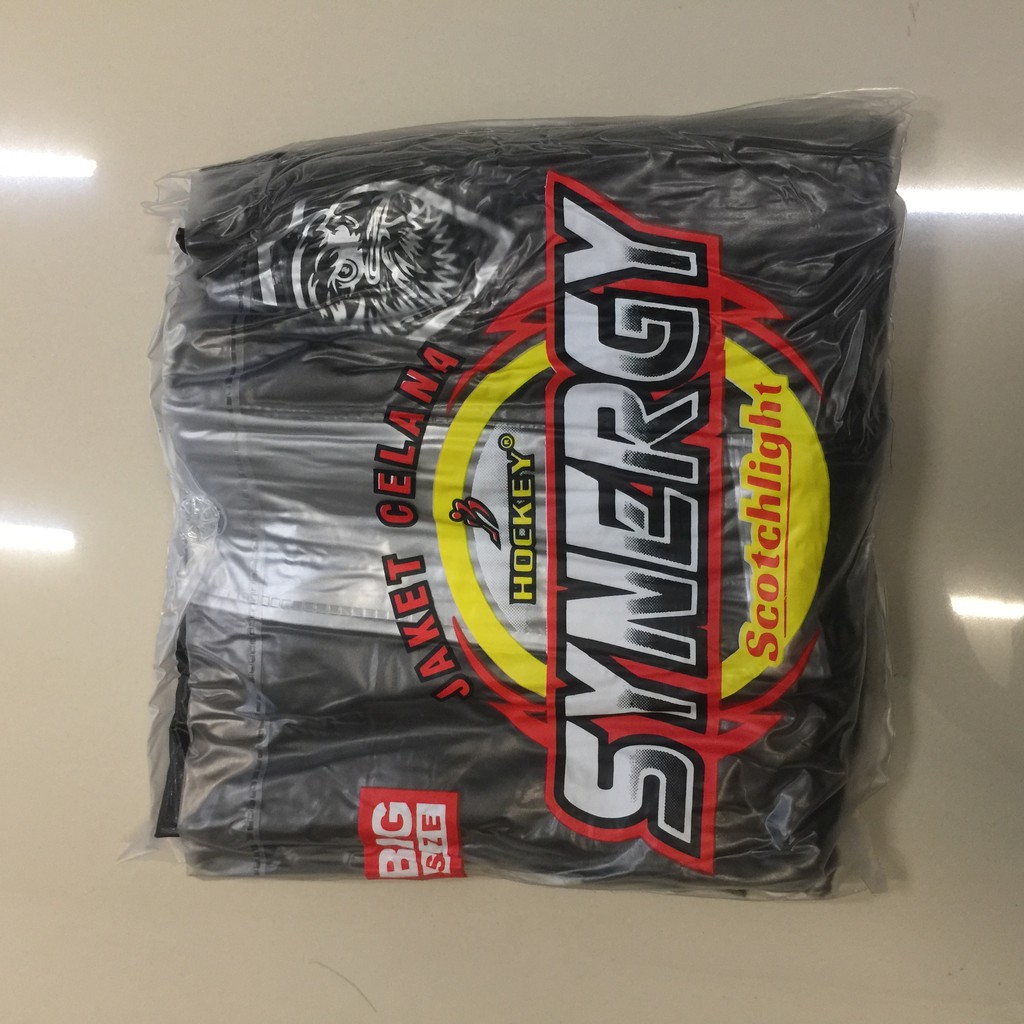 JAKET CELANA
BIG
SIZE
HOCKEY®
SYNERGY
Scotchlight